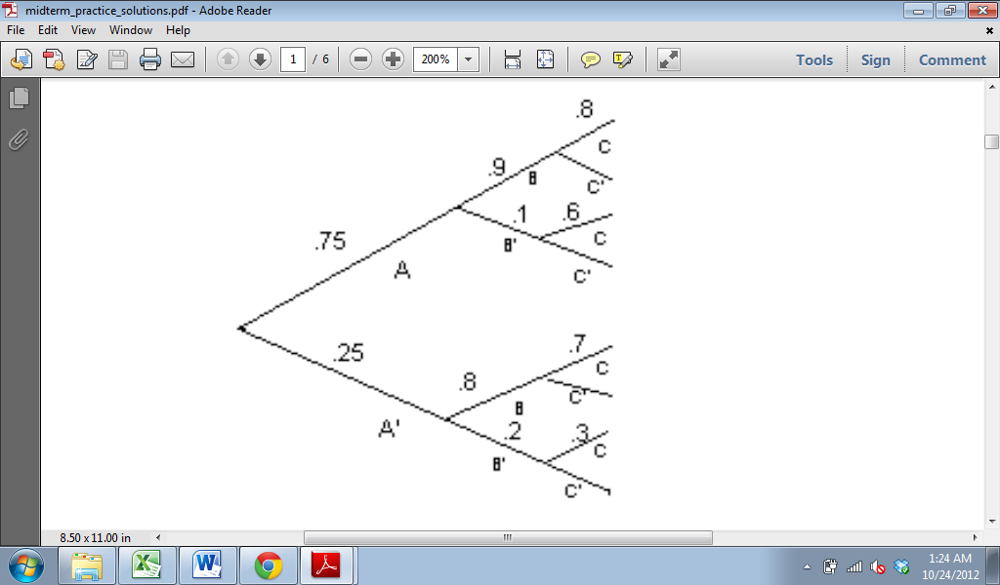 midterm_practice_solutions.pdf - Adobe Reader
File Edit View Window Help
1 / 6 200% Tools Sign Comment
.8
C
.9
B
C'
.1
.6
B'
C
C'
.75
A
.25
A'
.7
C
.8
C'
B
.2
.3
C
B'
C'
8.50 x 11.00 in
1:24 AM
10/24/2012